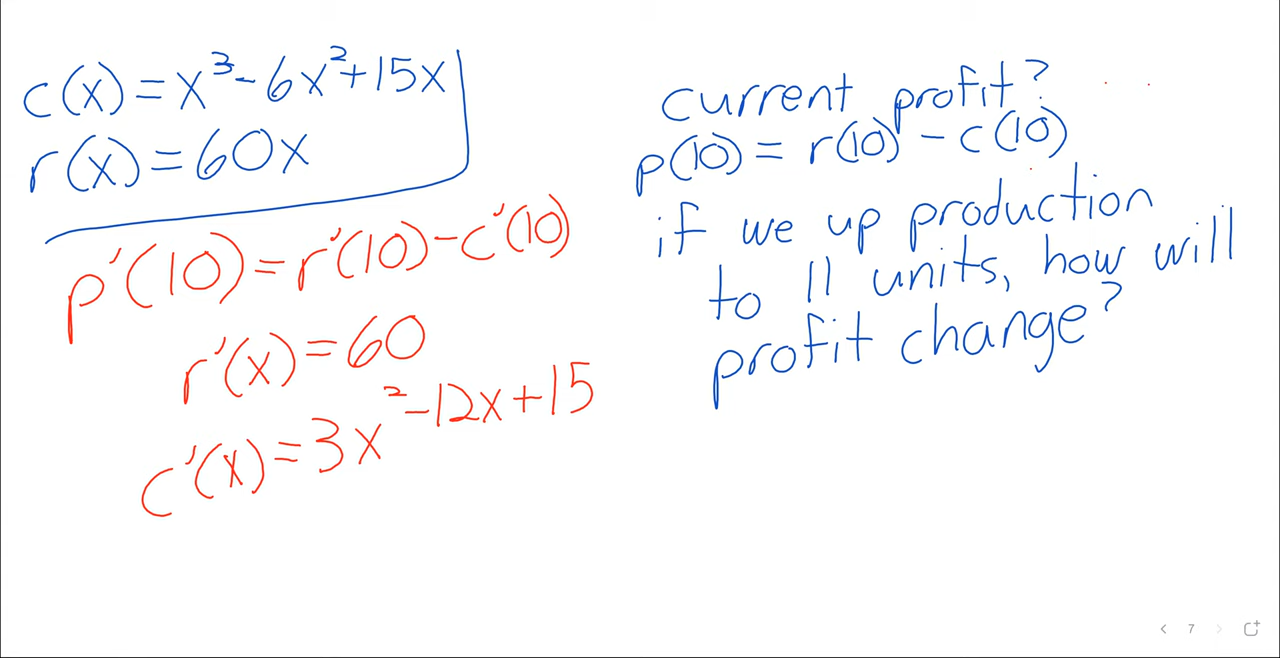 c(x) = x³ - 6x² + 15x
r(x) = 60x
p'(10) = r'(10) - c'(10)
r'(x) = 60
c'(x) = 3x² - 12x + 15
current profit?
p(10) = r(10) - c(10)
if we up production
to 11 units, how will
profit change?
7